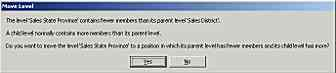 Move Level
The level 'Sales State Province' contains fewer members than its parent level 'Sales District'.
A child level normally contains more members than its parent level.
Do you want to move the level 'Sales State Province' to a position in which its parent level has fewer members and its child level has more?
Yes
No